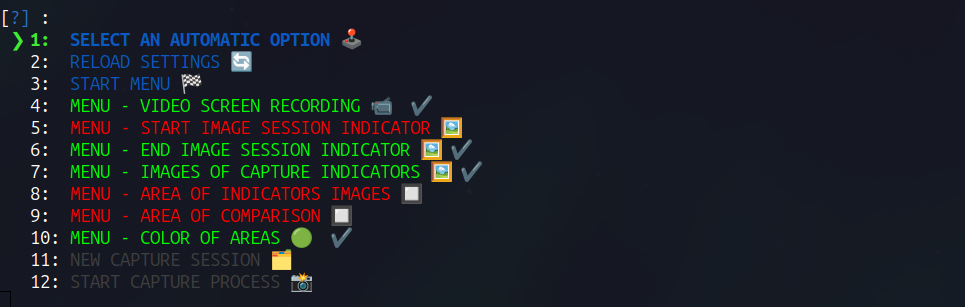 [?] :
❯ 1: SELECT AN AUTOMATIC OPTION 🕹️
2: RELOAD SETTINGS 🔄
3: START MENU 🏁
4: MENU - VIDEO SCREEN RECORDING 📹 ✔️
5: MENU - START IMAGE SESSION INDICATOR 🖼️
6: MENU - END IMAGE SESSION INDICATOR 🖼️ ✔️
7: MENU - IMAGES OF CAPTURE INDICATORS 🖼️ ✔️
8: MENU - AREA OF INDICATORS IMAGES 🔲
9: MENU - AREA OF COMPARISON 🔲
10: MENU - COLOR OF AREAS 🟢 ✔️
11: NEW CAPTURE SESSION 🗂️
12: START CAPTURE PROCESS 📸